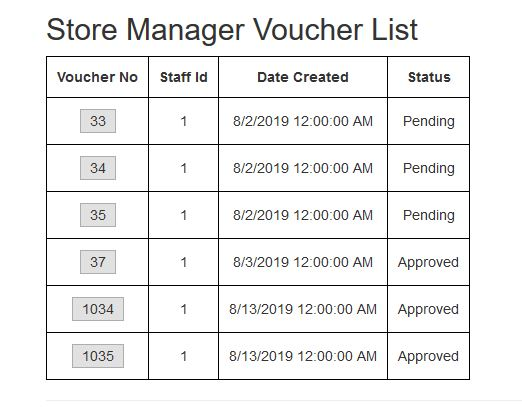 Store Manager Voucher List
Voucher No Staff Id Date Created Status
33 1 8/2/2019 12:00:00 AM Pending
34 1 8/2/2019 12:00:00 AM Pending
35 1 8/2/2019 12:00:00 AM Pending
37 1 8/3/2019 12:00:00 AM Approved
1034 1 8/13/2019 12:00:00 AM Approved
1035 1 8/13/2019 12:00:00 AM Approved